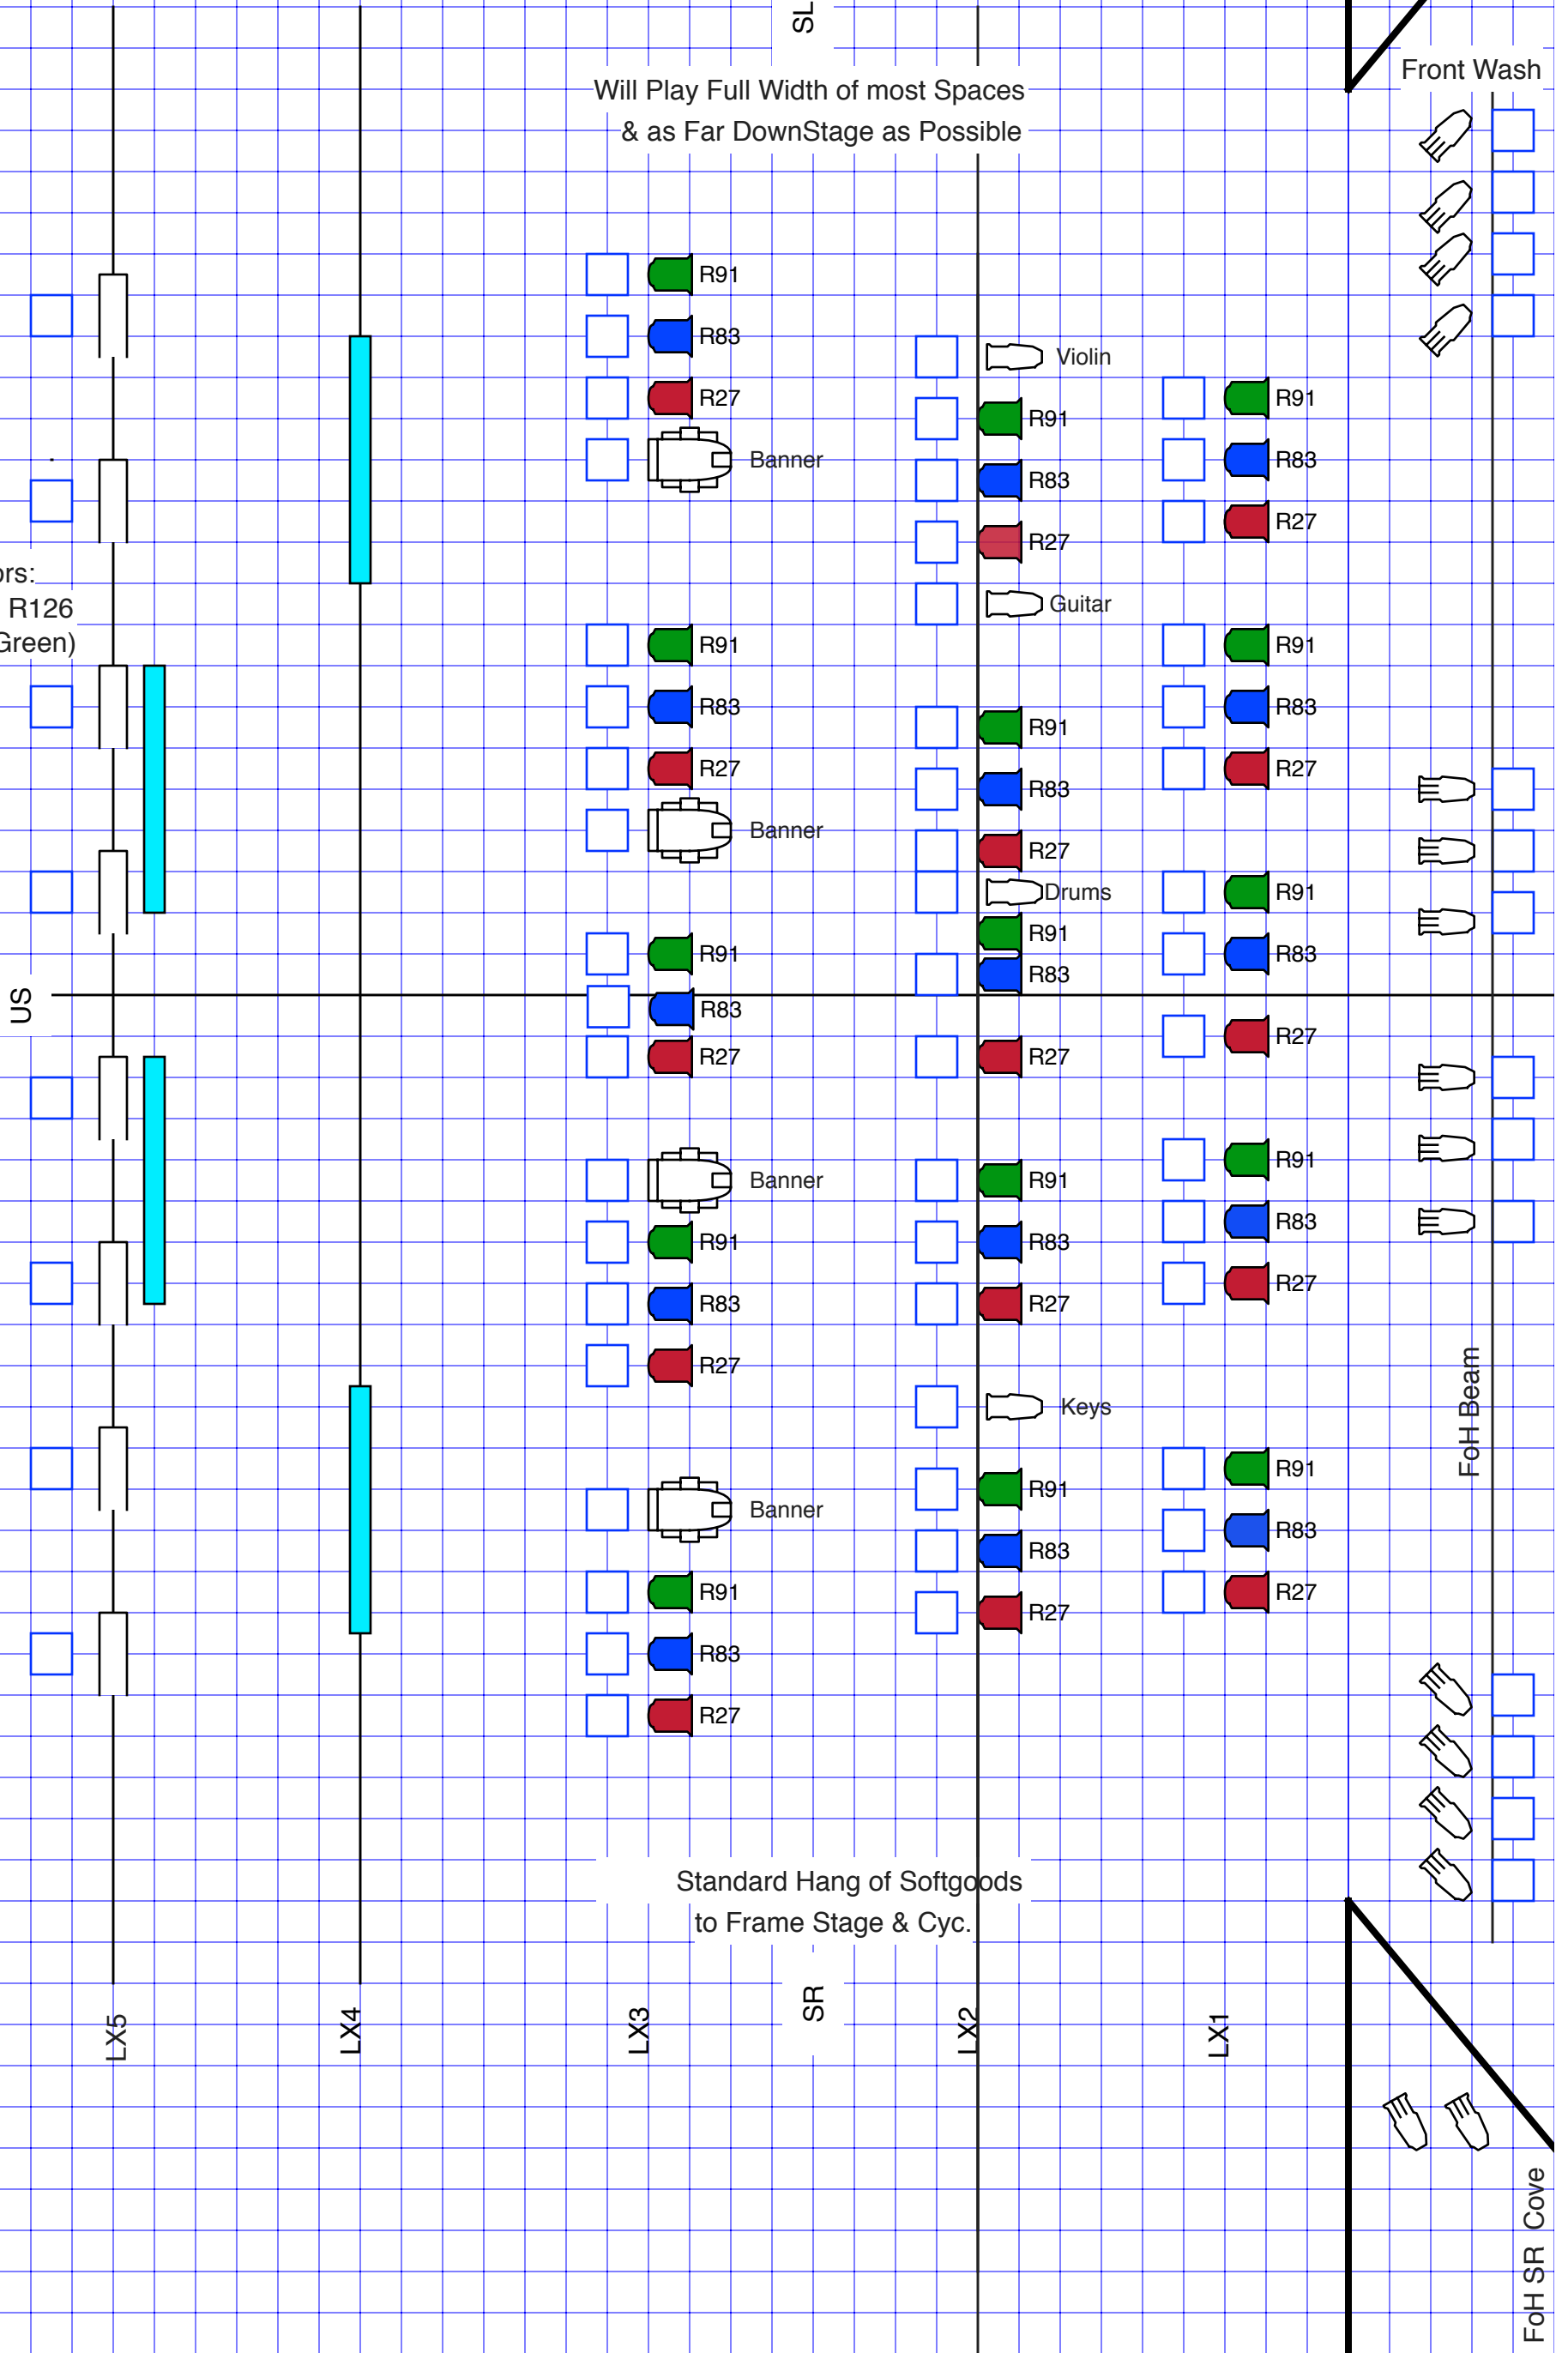 SL
Front Wash
Will Play Full Width of most Spaces
& as Far DownStage as Possible
R91
R83
Violin
R27
R91
R91
Banner
R83
R83
R27
R27
ors:
R126
Guitar
Green)
R91
R91
R83
R83
R91
R27
R27
R83
Banner
R27
Drums
R91
R91
R91
R83
R83
US
R83
R27
R27
R27
R91
Banner
R91
R83
R91
R83
R27
R83
R27
R27
Keys
FoH Beam
R91
R91
Banner
R83
R83
R91
R27
R27
R83
R27
Standard Hang of Softgoods
to Frame Stage & Cyc.
SR
LX5
LX4
LX3
LX2
LX1
FoH SR Cove